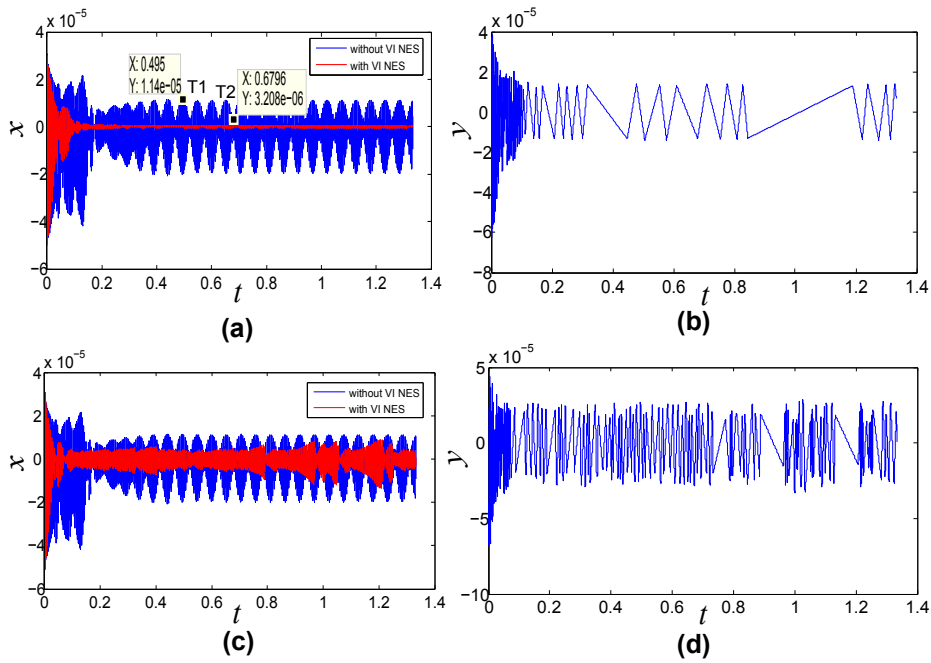 x 10⁻⁵
4
2
0
−2
−4
−6
x
X: 0.495
Y: 1.14e-05
T1
T2
X: 0.6796
Y: 3.208e-06
without VI NES
with VI NES
0 0.2 0.4 0.6 0.8 1 1.2 1.4
t
(a)
x 10⁻⁵
4
2
0
−2
−4
−6
−8
y
0 0.2 0.4 0.6 0.8 1 1.2 1.4
t
(b)
x 10⁻⁵
4
2
0
−2
−4
−6
x
without VI NES
with VI NES
0 0.2 0.4 0.6 0.8 1 1.2 1.4
t
(c)
x 10⁻⁵
5
0
−5
−10
y
0 0.2 0.4 0.6 0.8 1 1.2 1.4
t
(d)